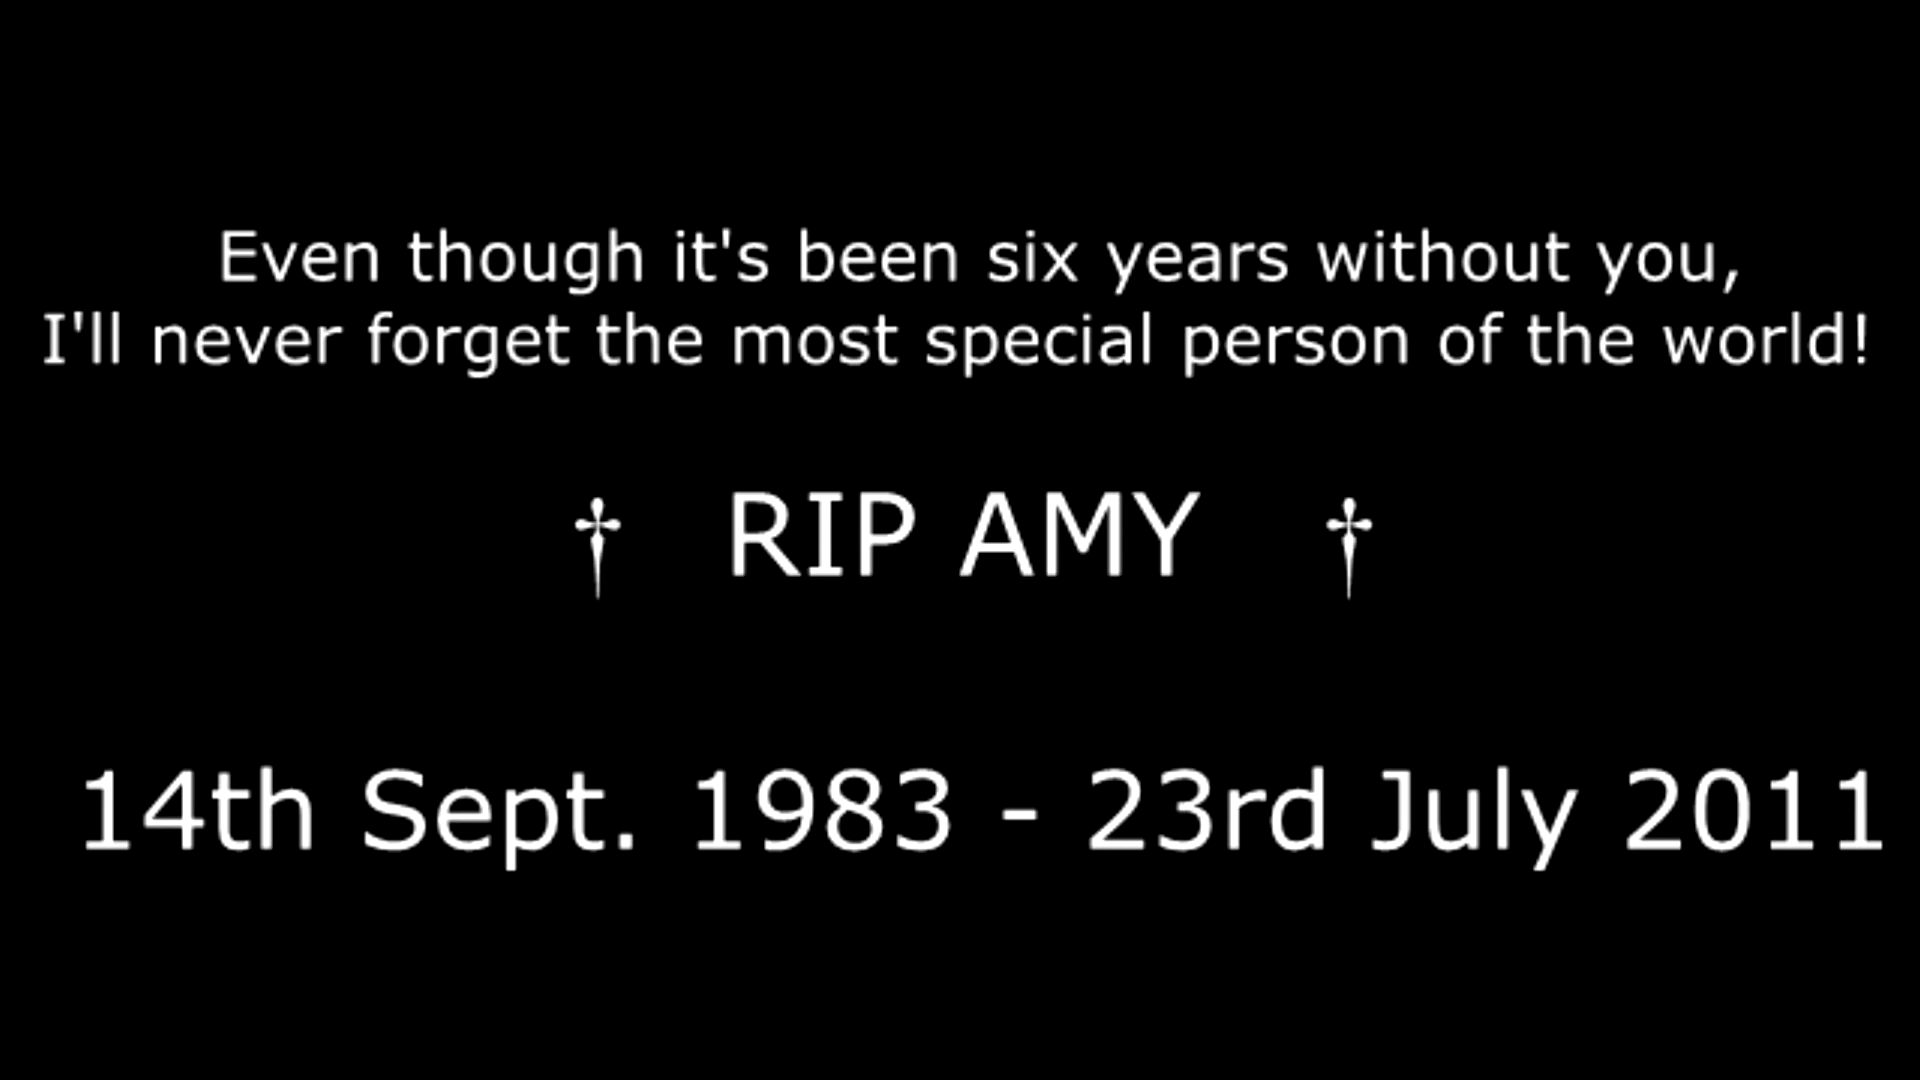 Even though it's been six years without you,
I'll never forget the most special person of the world!
† RIP AMY †
14th Sept. 1983 - 23rd July 2011